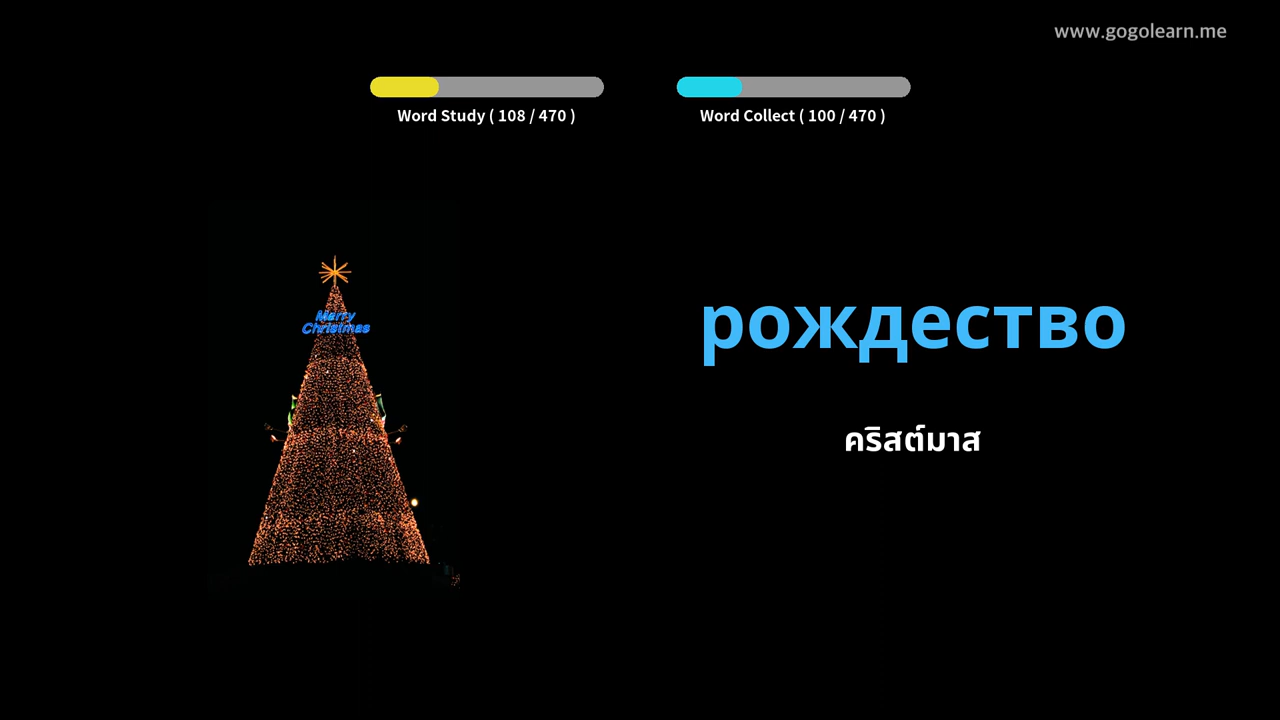 www.gogolearn.me
Word Study ( 108 / 470 )
Word Collect ( 100 / 470 )
Merry
Christmas
рождество
คริสต์มาส